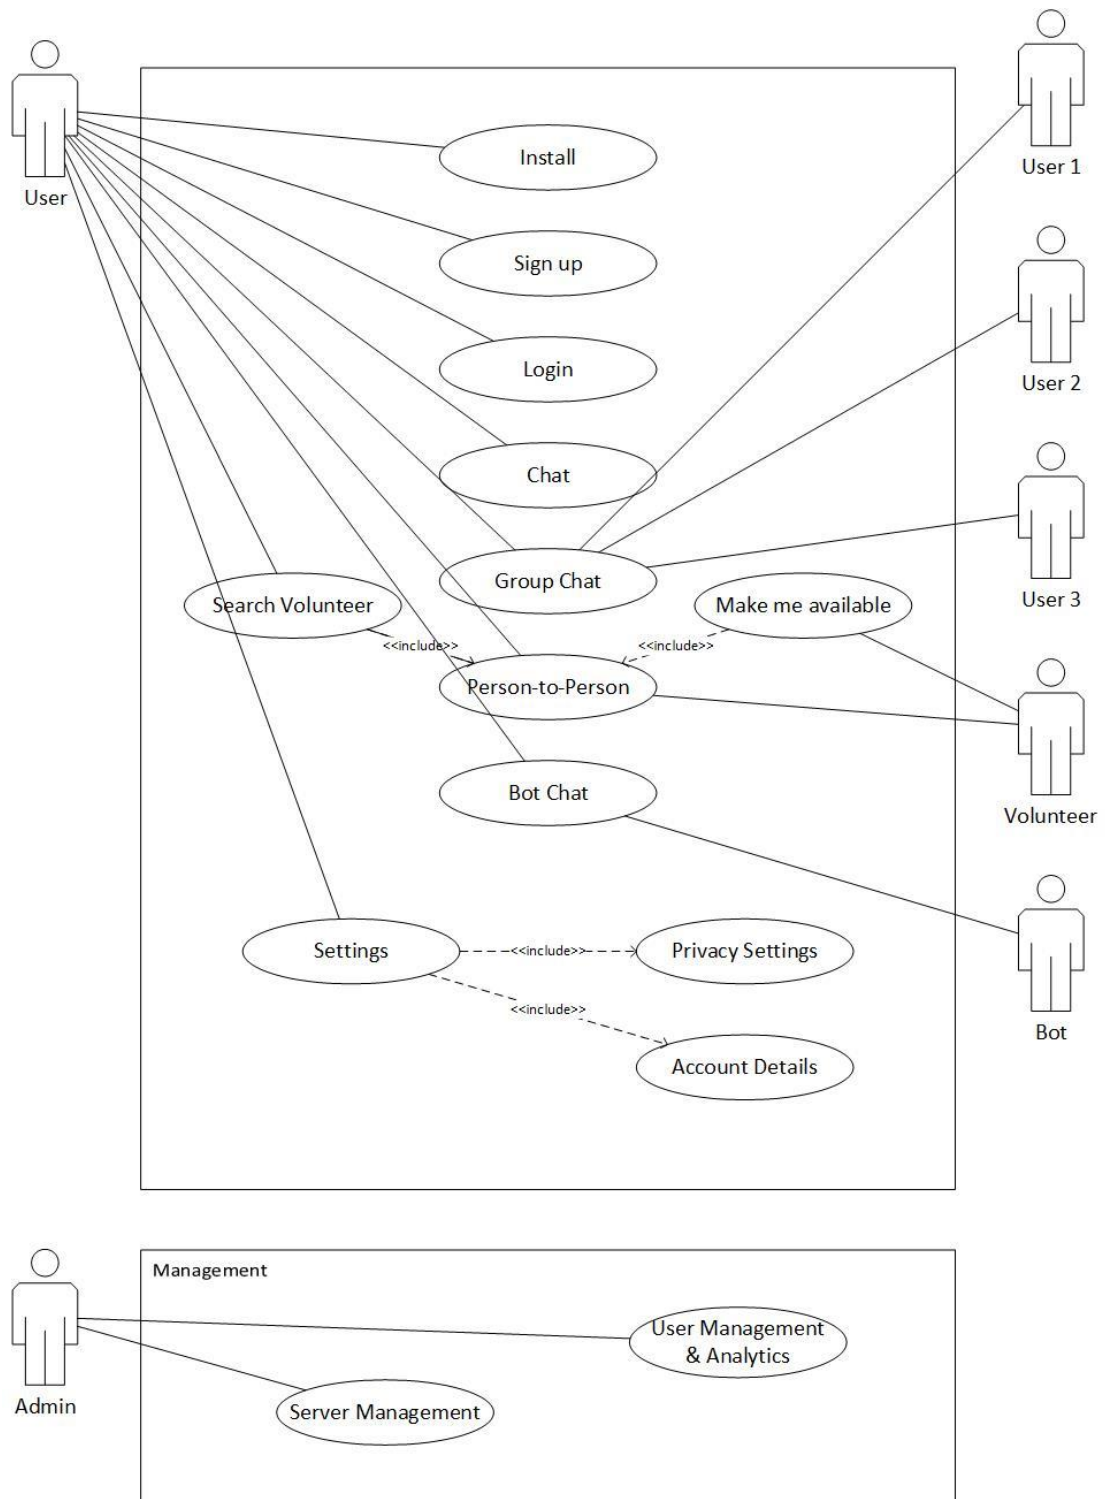 User
User 1
User 2
User 3
Volunteer
Bot
Install
Sign up
Login
Chat
Group Chat
Search Volunteer
Make me available
<<include>>
<<include>>
Person-to-Person
Bot Chat
Settings
<<include>>
Privacy Settings
<<include>>
Account Details
Management
Admin
User Management
& Analytics
Server Management